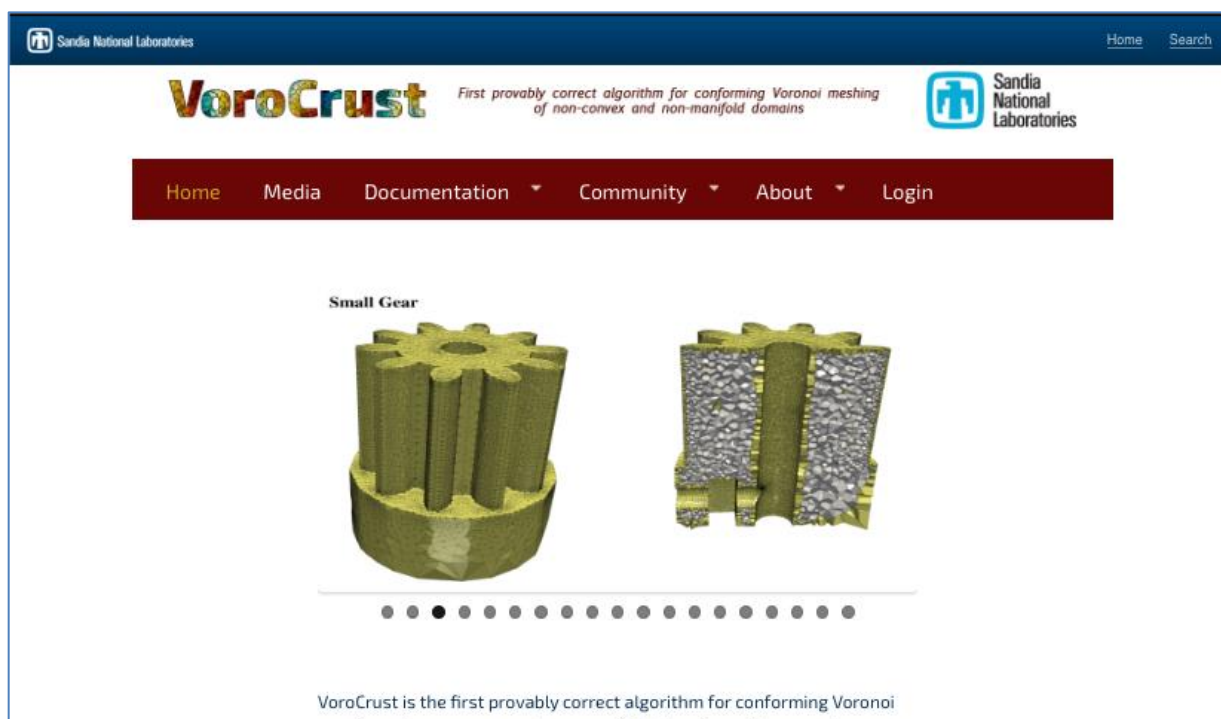 Sandia National Laboratories
Home Search
VoroCrust
First provably correct algorithm for conforming Voronoi meshing
of non-convex and non-manifold domains
Sandia
National
Laboratories
Home Media Documentation Community About Login
Small Gear
VoroCrust is the first provably correct algorithm for conforming Voronoi